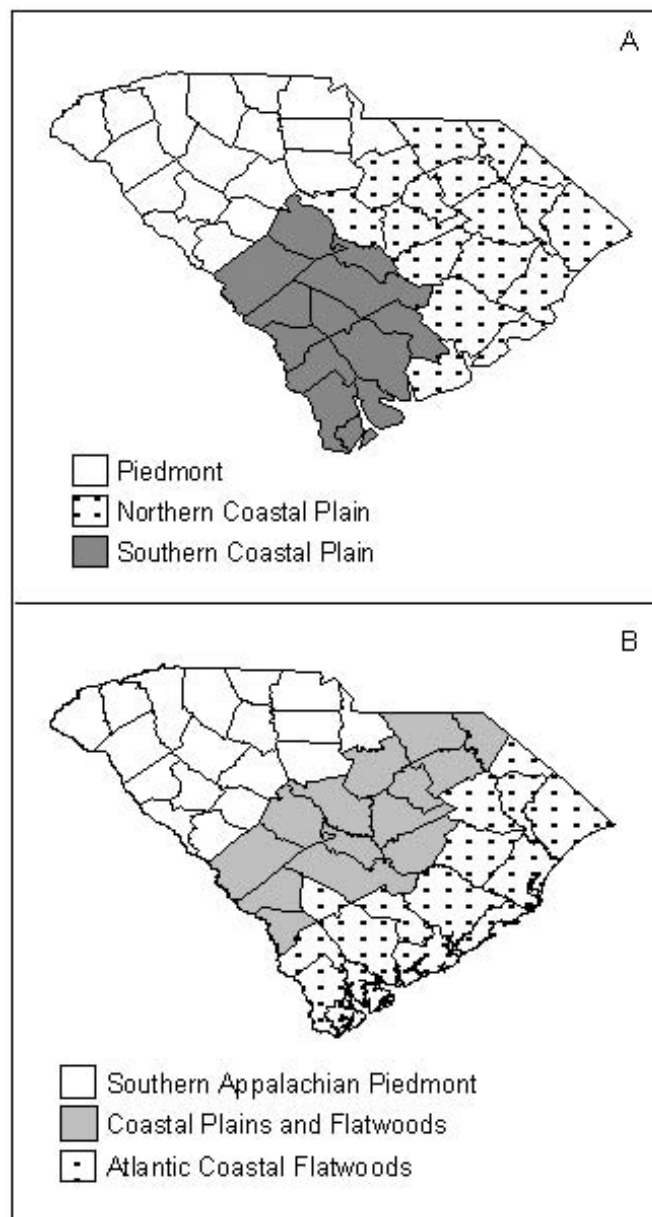 A
Piedmont
Northern Coastal Plain
Southern Coastal Plain
B
Southern Appalachian Piedmont
Coastal Plains and Flatwoods
Atlantic Coastal Flatwoods